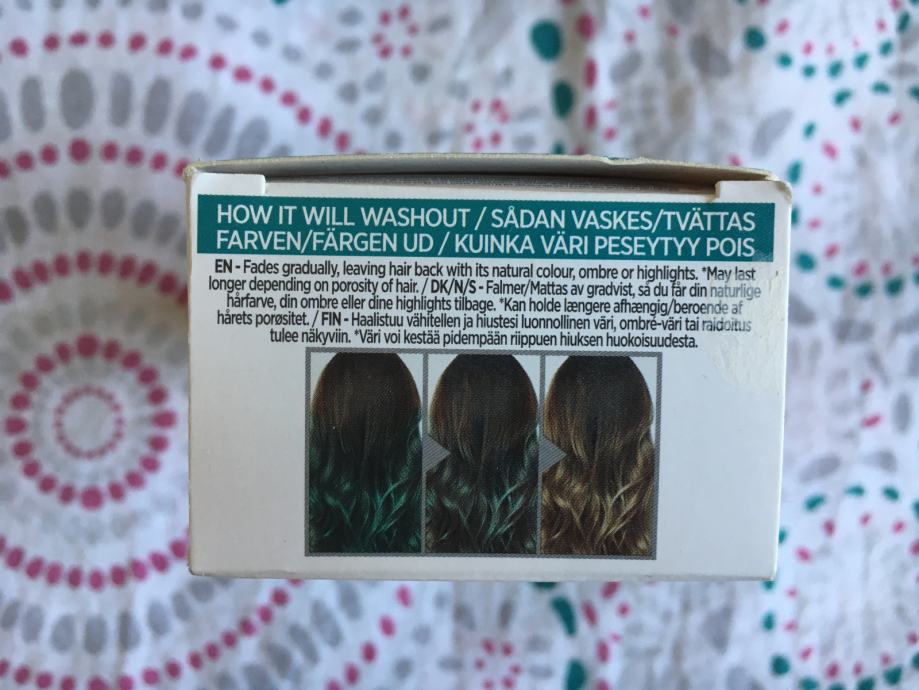 HOW IT WILL WASHOUT / SÅDAN VASKES/TVÄTTAS
FARVEN/FÄRGEN UD / KUINKA VÄRI PESEYTYY POIS
EN - Fades gradually, leaving hair back with its natural colour, ombre or highlights. *May last
longer depending on porosity of hair. / DK/N/S - Falmer/Mattas av gradvist, så du får din naturlige
hårfarve, din ombre eller dine highlights tilbage. *Kan holde længere afhængig/beroende af
hårets porøsitet. / FIN - Haalistuu vähitellen ja hiustesi luonnollinen väri, ombré-väri tai raidoitus
tulee näkyviin. *Väri voi kestää pidempään riippuen hiuksen huokoisuudesta.